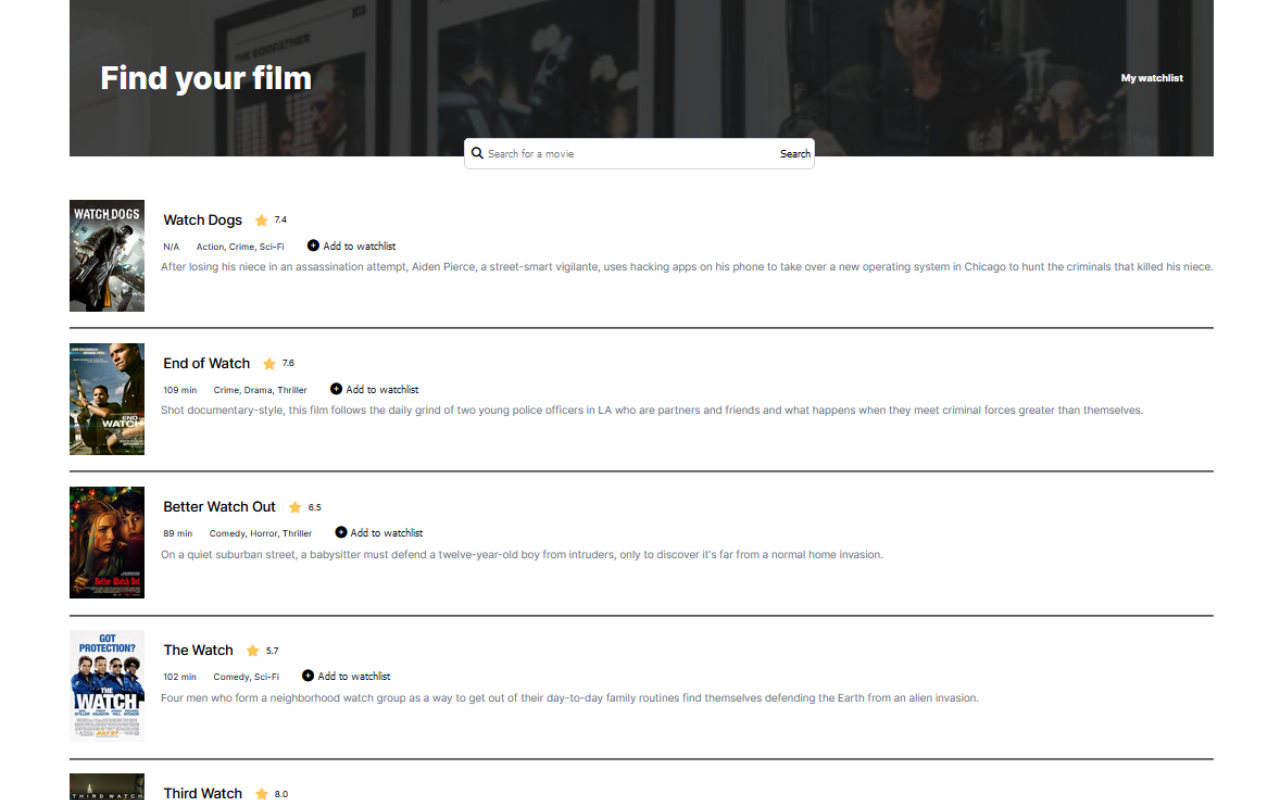 THE GODFATHER
Find your film
My watchlist
Search for a movie
Search
WATCH DOGS
Watch Dogs
7.4
N/A
Action, Crime, Sci-Fi
Add to watchlist
After losing his niece in an assassination attempt, Aiden Pierce, a street-smart vigilante, uses hacking apps on his phone to take over a new operating system in Chicago to hunt the criminals that killed his niece.
END OF
WATCH
End of Watch
7.6
109 min
Crime, Drama, Thriller
Add to watchlist
Shot documentary-style, this film follows the daily grind of two young police officers in LA who are partners and friends and what happens when they meet criminal forces greater than themselves.
Better Watch Out
Better Watch Out
6.5
89 min
Comedy, Horror, Thriller
Add to watchlist
On a quiet suburban street, a babysitter must defend a twelve-year-old boy from intruders, only to discover it's far from a normal home invasion.
GOT
PROTECTION?
THE
WATCH
JULY 27
The Watch
5.7
102 min
Comedy, Sci-Fi
Add to watchlist
Four men who form a neighborhood watch group as a way to get out of their day-to-day family routines find themselves defending the Earth from an alien invasion.
THIRD WATCH
Third Watch
8.0